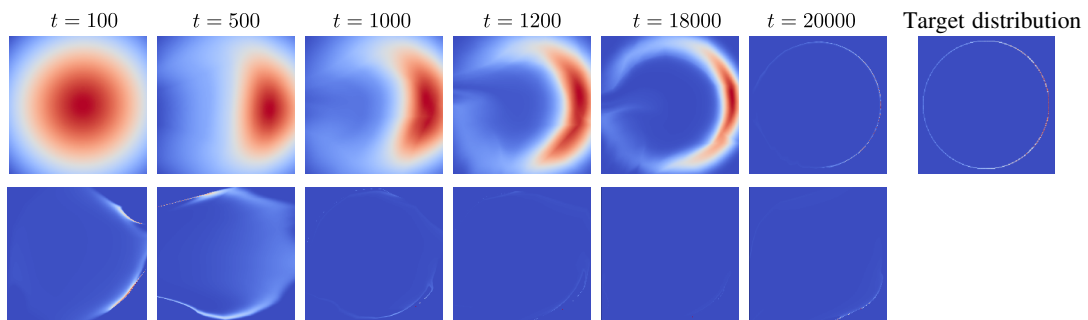 t = 100 t = 500 t = 1000 t = 1200 t = 18000 t = 20000 Target distribution